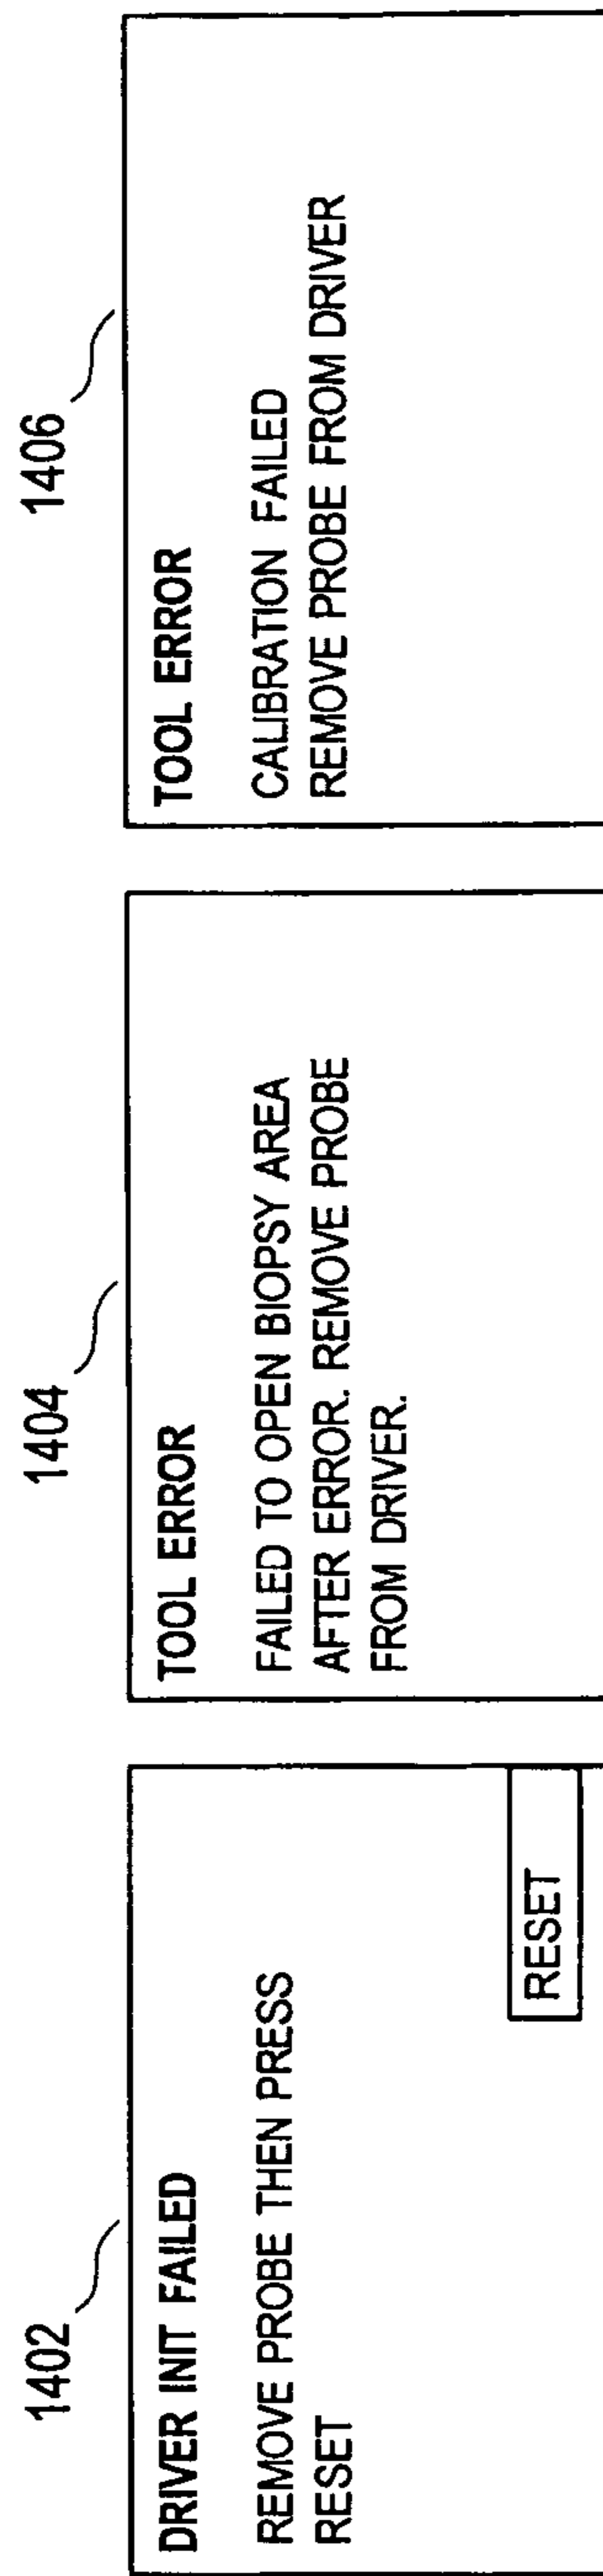 1402
DRIVER INIT FAILED
REMOVE PROBE THEN PRESS
RESET
RESET
1404
TOOL ERROR
FAILED TO OPEN BIOPSY AREA
AFTER ERROR. REMOVE PROBE
FROM DRIVER.
1406
TOOL ERROR
CALIBRATION FAILED
REMOVE PROBE FROM DRIVER